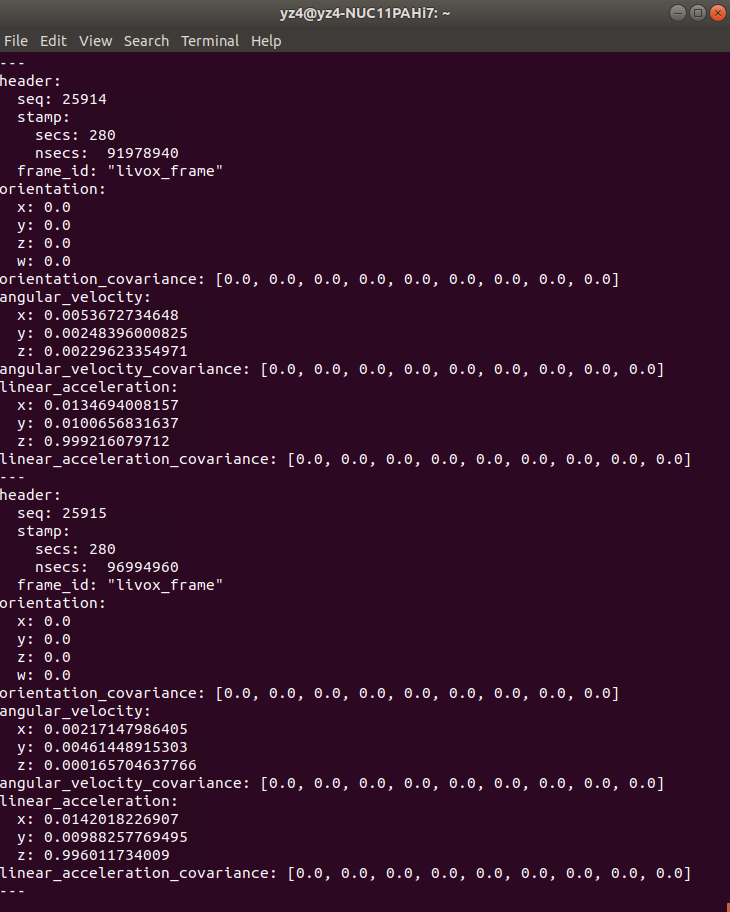 yz4@yz4-NUC11PAHi7: ~
File Edit View Search Terminal Help
---
header:
  seq: 25914
  stamp:
    secs: 280
    nsecs:  91978940
  frame_id: "livox_frame"
orientation:
  x: 0.0
  y: 0.0
  z: 0.0
  w: 0.0
orientation_covariance: [0.0, 0.0, 0.0, 0.0, 0.0, 0.0, 0.0, 0.0, 0.0]
angular_velocity:
  x: 0.0053672734648
  y: 0.00248396000825
  z: 0.00229623354971
angular_velocity_covariance: [0.0, 0.0, 0.0, 0.0, 0.0, 0.0, 0.0, 0.0, 0.0]
linear_acceleration:
  x: 0.0134694008157
  y: 0.0100656831637
  z: 0.999216079712
linear_acceleration_covariance: [0.0, 0.0, 0.0, 0.0, 0.0, 0.0, 0.0, 0.0, 0.0]
---
header:
  seq: 25915
  stamp:
    secs: 280
    nsecs:  96994960
  frame_id: "livox_frame"
orientation:
  x: 0.0
  y: 0.0
  z: 0.0
  w: 0.0
orientation_covariance: [0.0, 0.0, 0.0, 0.0, 0.0, 0.0, 0.0, 0.0, 0.0]
angular_velocity:
  x: 0.00217147986405
  y: 0.00461448915303
  z: 0.000165704637766
angular_velocity_covariance: [0.0, 0.0, 0.0, 0.0, 0.0, 0.0, 0.0, 0.0, 0.0]
linear_acceleration:
  x: 0.0142018226907
  y: 0.00988257769495
  z: 0.996011734009
linear_acceleration_covariance: [0.0, 0.0, 0.0, 0.0, 0.0, 0.0, 0.0, 0.0, 0.0]
---